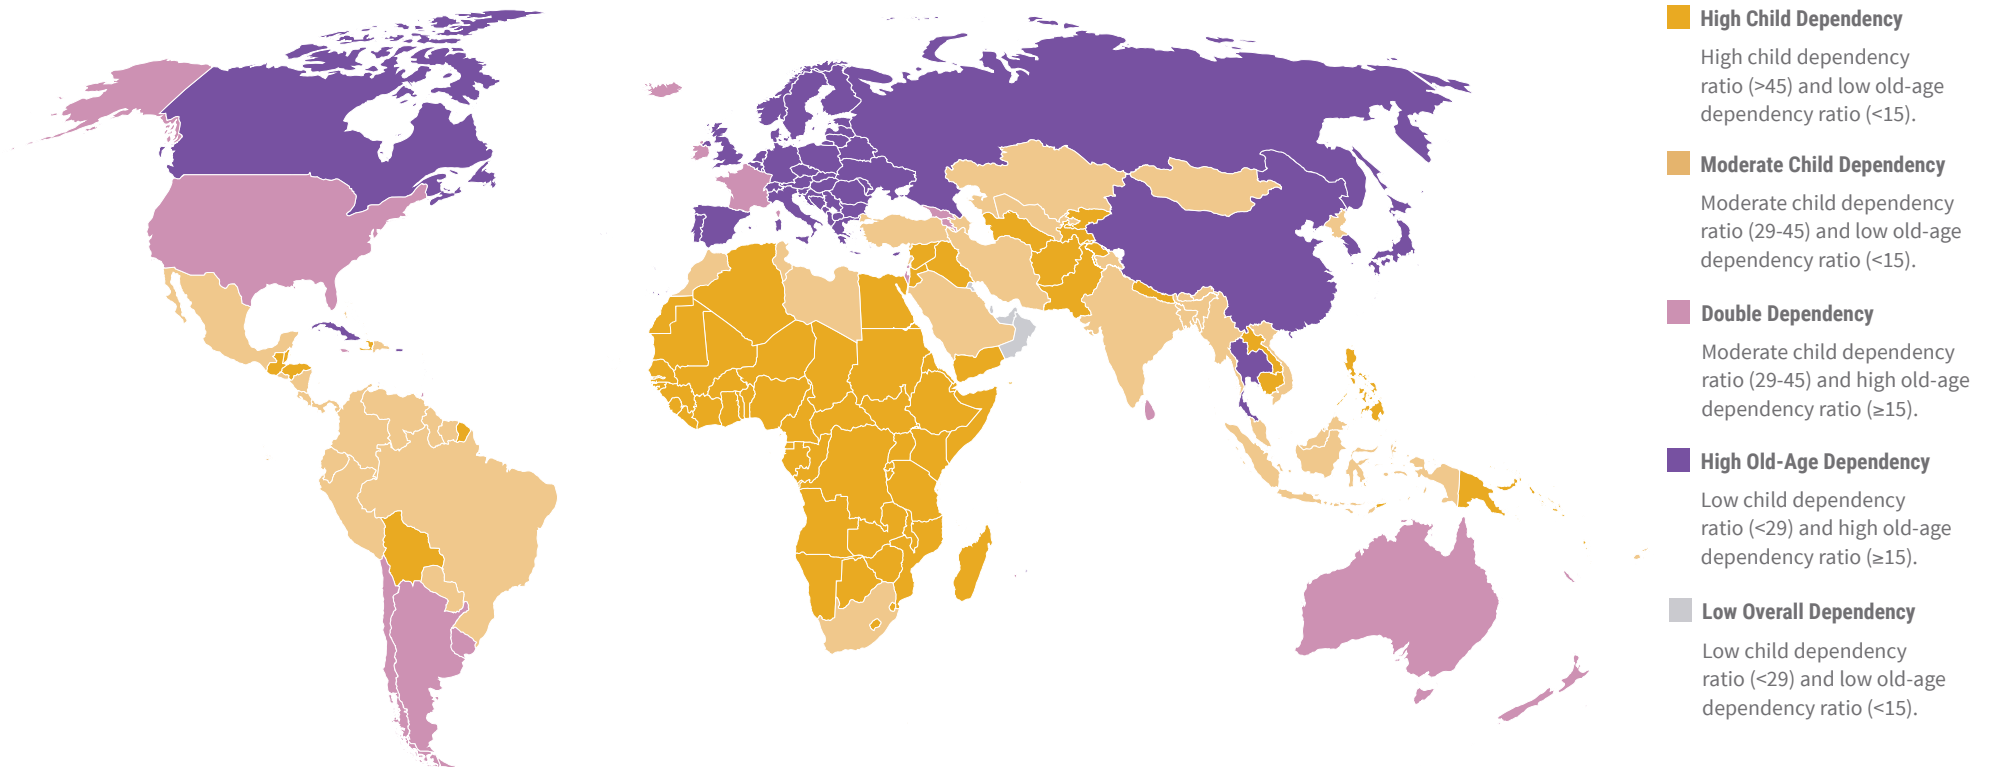 High Child Dependency
High child dependency
ratio (>45) and low old-age
dependency ratio (<15).
Moderate Child Dependency
Moderate child dependency
ratio (29-45) and low old-age
dependency ratio (<15).
Double Dependency
Moderate child dependency
ratio (29-45) and high old-age
dependency ratio (≥15).
High Old-Age Dependency
Low child dependency
ratio (<29) and high old-age
dependency ratio (≥15).
Low Overall Dependency
Low child dependency
ratio (<29) and low old-age
dependency ratio (<15).